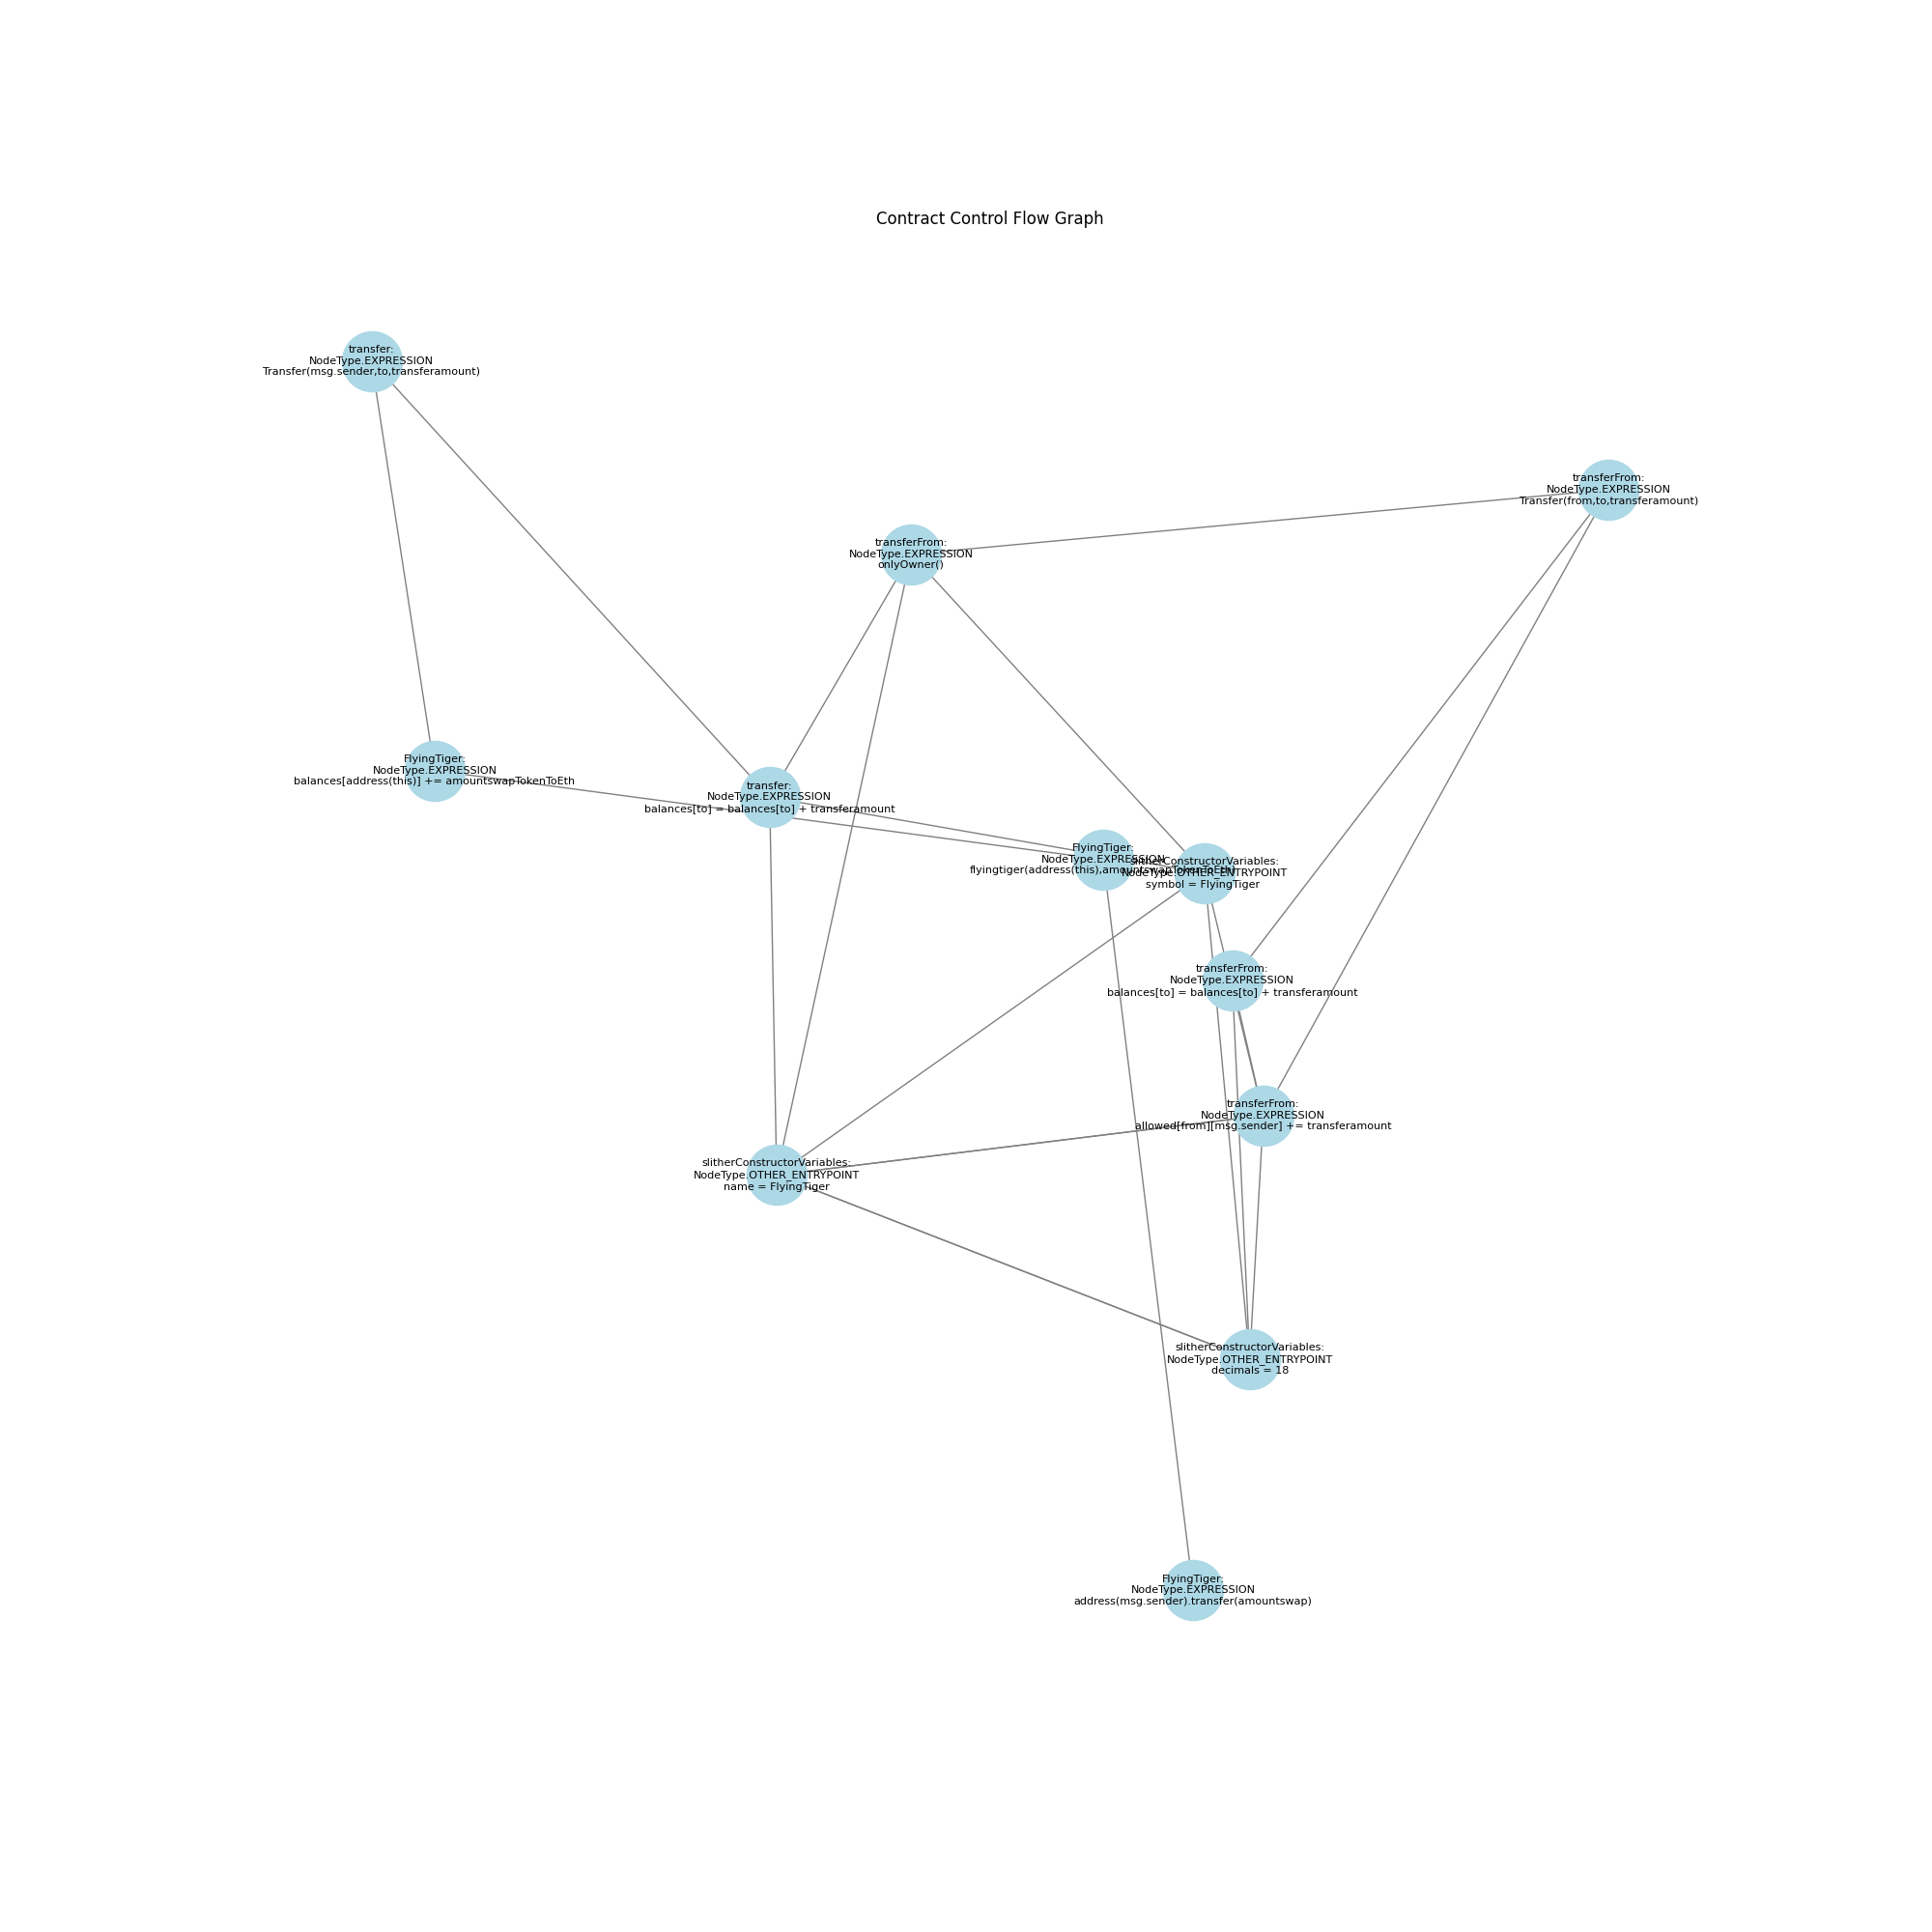 Contract Control Flow Graph
transfer:
NodeType.EXPRESSION
Transfer(msg.sender,to,transferamount)
transferFrom:
NodeType.EXPRESSION
Transfer(from,to,transferamount)
transferFrom:
NodeType.EXPRESSION
onlyOwner()
FlyingTiger:
NodeType.EXPRESSION
balances[address(this)] += amountswapTokenToEth
transfer:
NodeType.EXPRESSION
balances[to] = balances[to] + transferamount
FlyingTiger:
NodeType.EXPRESSION
flyingtiger(address(this),amountswapTokenToEth)
slitherConstructorVariables:
NodeType.OTHER_ENTRYPOINT
symbol = FlyingTiger
transferFrom:
NodeType.EXPRESSION
balances[to] = balances[to] + transferamount
transferFrom:
NodeType.EXPRESSION
allowed[from][msg.sender] += transferamount
slitherConstructorVariables:
NodeType.OTHER_ENTRYPOINT
name = FlyingTiger
slitherConstructorVariables:
NodeType.OTHER_ENTRYPOINT
decimals = 18
FlyingTiger:
NodeType.EXPRESSION
address(msg.sender).transfer(amountswap)